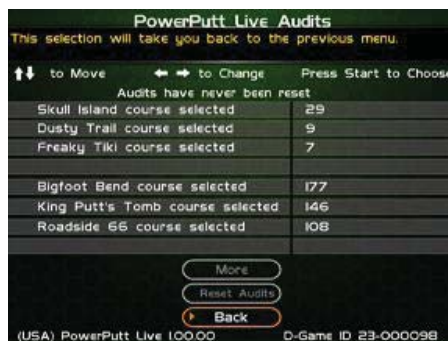 PowerPutt Live Audits
This selection will take you back to the previous menu.
to Move to Change Press Start to Choose
Audits have never been reset
Skull Island course selected 29
Dusty Trail course selected 9
Freaky Tiki course selected 7
Bigfoot Bend course selected 177
King Putt's Tomb course selected 146
Roadside 66 course selected 108
More
Reset Audits
Back
(USA) PowerPutt Live 1.00.00 D-Game ID 23-000098